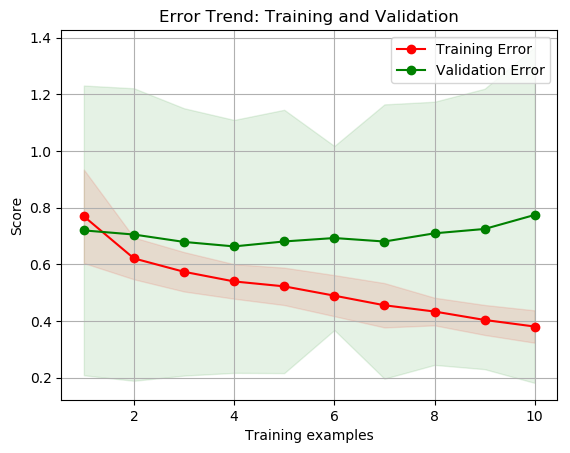 Error Trend: Training and Validation
1.4
1.2
1.0
0.8
0.6
0.4
0.2
Score
Training Error
Validation Error
2
4
6
8
10
Training examples